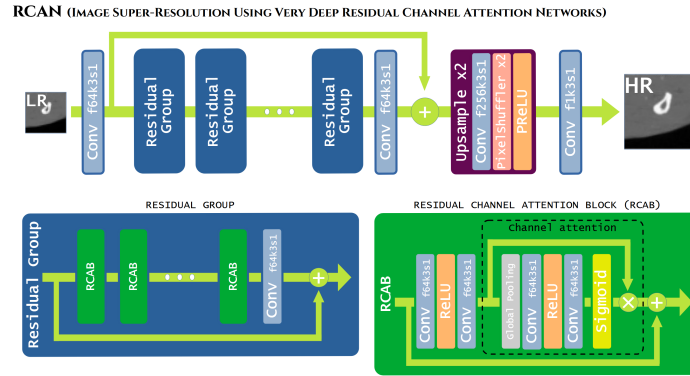 RCAN (Image Super-Resolution Using Very Deep Residual Channel Attention Networks)
LR
Conv f64k3s1
Residual Group
Residual Group
Residual Group
Conv f64k3s1
+
Upsample x2
Conv f256k3s1
PixelShuffler x2
PReLU
Conv f1k3s1
HR
RESIDUAL GROUP
Residual Group
RCAB
RCAB
RCAB
Conv f64k3s1
+
RESIDUAL CHANNEL ATTENTION BLOCK (RCAB)
Channel attention
RCAB
Conv f64k3s1
ReLU
Conv f64k3s1
Global Pooling
Conv f64k3s1
ReLU
Conv f64k3s1
Sigmoid
×
+